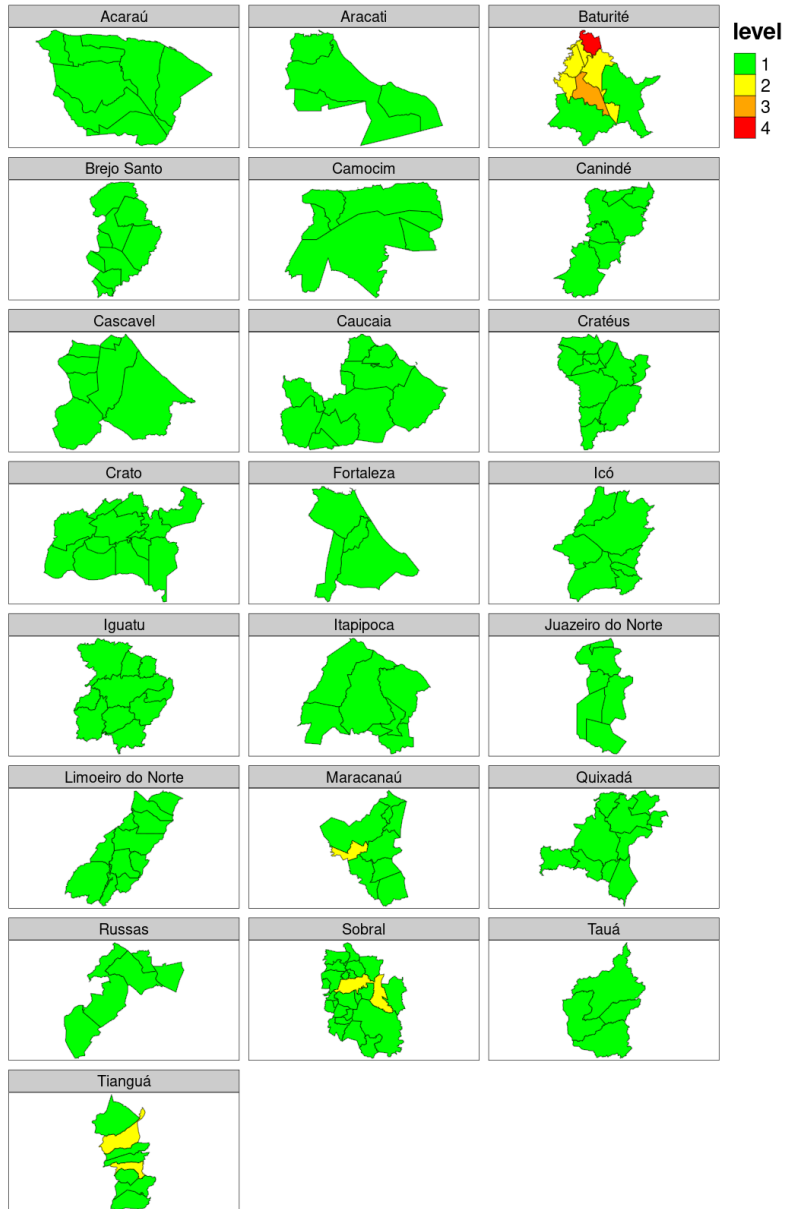 Acaraú
Aracati
Baturité
level
1
2
3
4
Brejo Santo
Camocim
Canindé
Cascavel
Caucaia
Cratéus
Crato
Fortaleza
Icó
Iguatu
Itapipoca
Juazeiro do Norte
Limoeiro do Norte
Maracanaú
Quixadá
Russas
Sobral
Tauá
Tianguá